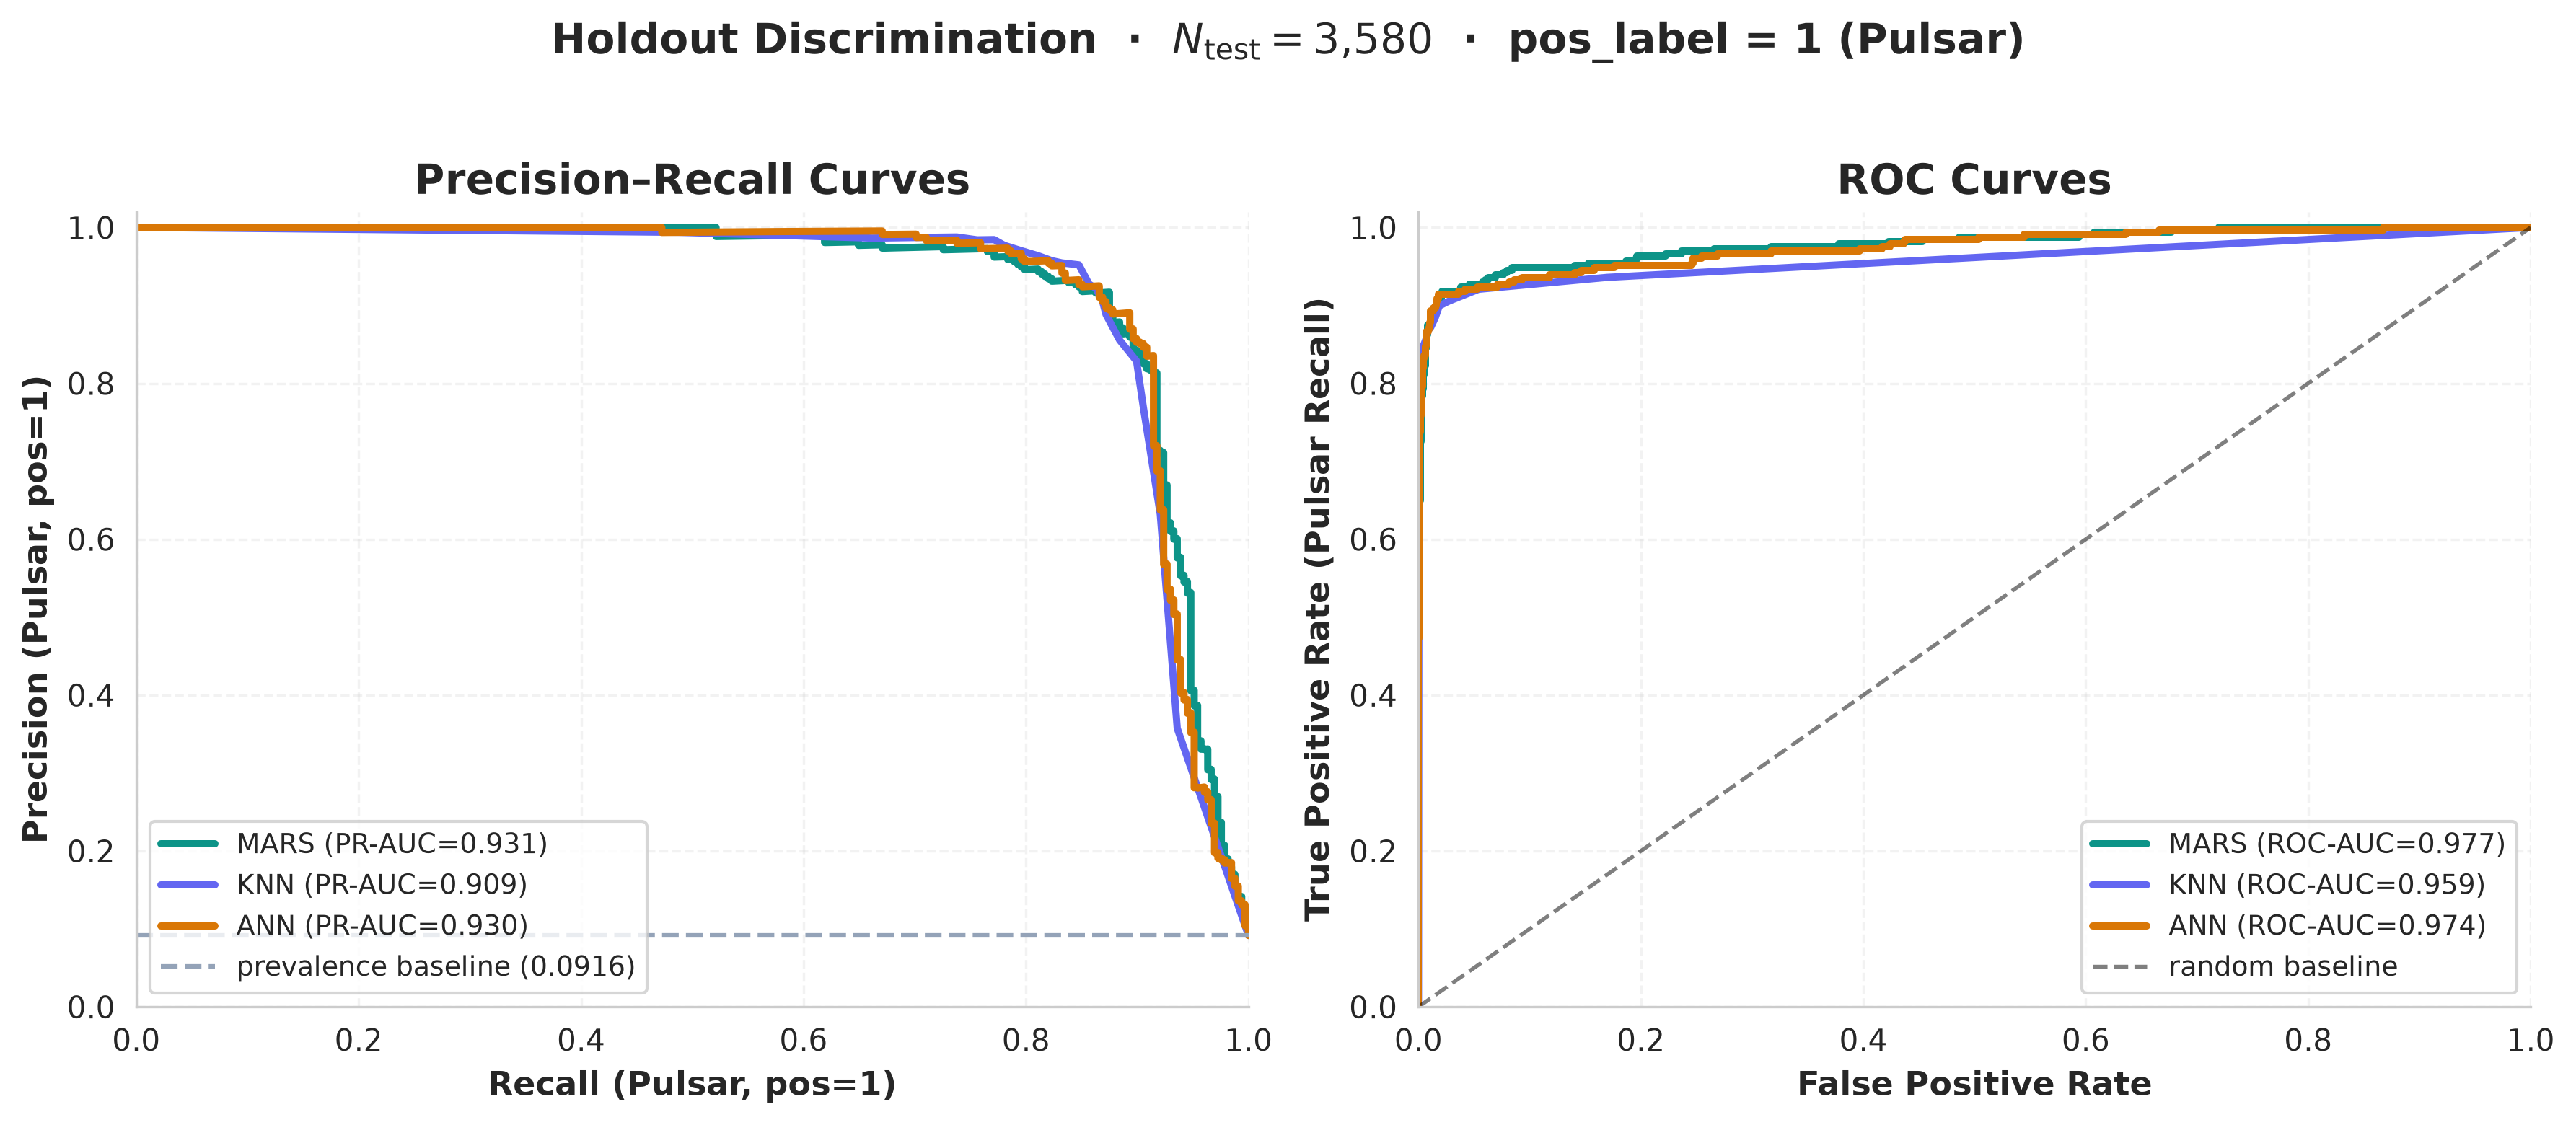 Holdout Discrimination · N_test = 3,580 · pos_label = 1 (Pulsar)
Precision–Recall Curves
Precision (Pulsar, pos=1)
1.0
0.8
0.6
0.4
0.2
0.0
MARS (PR-AUC=0.931)
KNN (PR-AUC=0.909)
ANN (PR-AUC=0.930)
prevalence baseline (0.0916)
0.0 0.2 0.4 0.6 0.8 1.0
Recall (Pulsar, pos=1)
ROC Curves
True Positive Rate (Pulsar Recall)
1.0
0.8
0.6
0.4
0.2
0.0
MARS (ROC-AUC=0.977)
KNN (ROC-AUC=0.959)
ANN (ROC-AUC=0.974)
random baseline
0.0 0.2 0.4 0.6 0.8 1.0
False Positive Rate